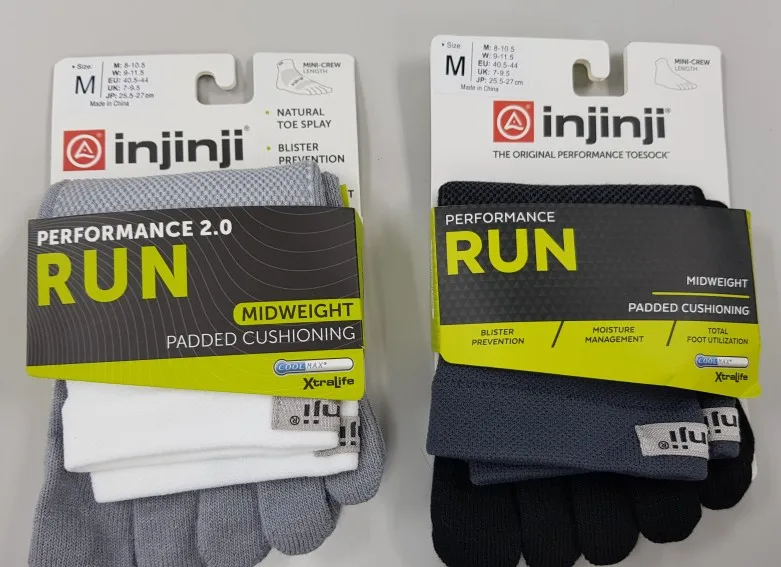 Size:
M
M: 8-10.5
W: 9-11.5
EU: 40.5-44
UK: 7-9.5
JP: 25.5-27cm
Made in China
MINI-CREW
LENGTH
• NATURAL
TOE SPLAY
• BLISTER
PREVENTION
injinji®
PERFORMANCE 2.0
RUN
MIDWEIGHT
PADDED CUSHIONING
COOLMAX®
XtraLife
injinji®
Size:
M
M: 8-10.5
W: 9-11.5
EU: 40.5-44
UK: 7-9.5
JP: 25.5-27cm
Made in China
MINI-CREW
LENGTH
injinji®
THE ORIGINAL PERFORMANCE TOESOCK™
PERFORMANCE
RUN
MIDWEIGHT
PADDED CUSHIONING
BLISTER
PREVENTION
MOISTURE
MANAGEMENT
TOTAL
FOOT UTILIZATION
COOLMAX®
XtraLife